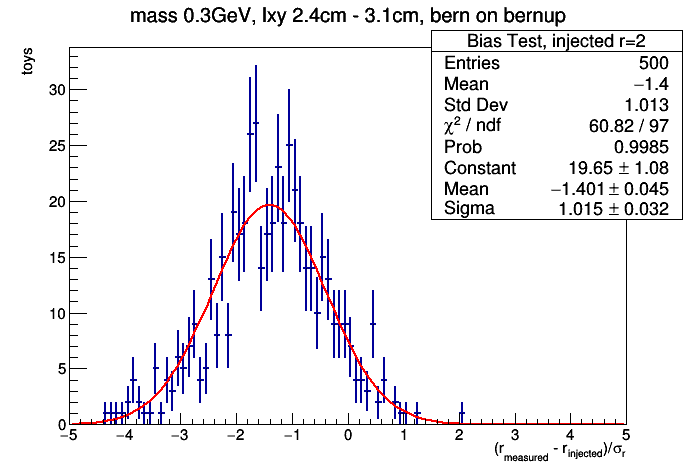 mass 0.3GeV, lxy 2.4cm - 3.1cm, bern on bernup
Bias Test, injected r=2
Entries 500
Mean −1.4
Std Dev 1.013
χ² / ndf 60.82 / 97
Prob 0.9985
Constant 19.65 ± 1.08
Mean −1.401 ± 0.045
Sigma 1.015 ± 0.032
toys
30
25
20
15
10
5
0
−5 −4 −3 −2 −1 0 1 2 3 4 5
(r_measured - r_injected)/σ_r